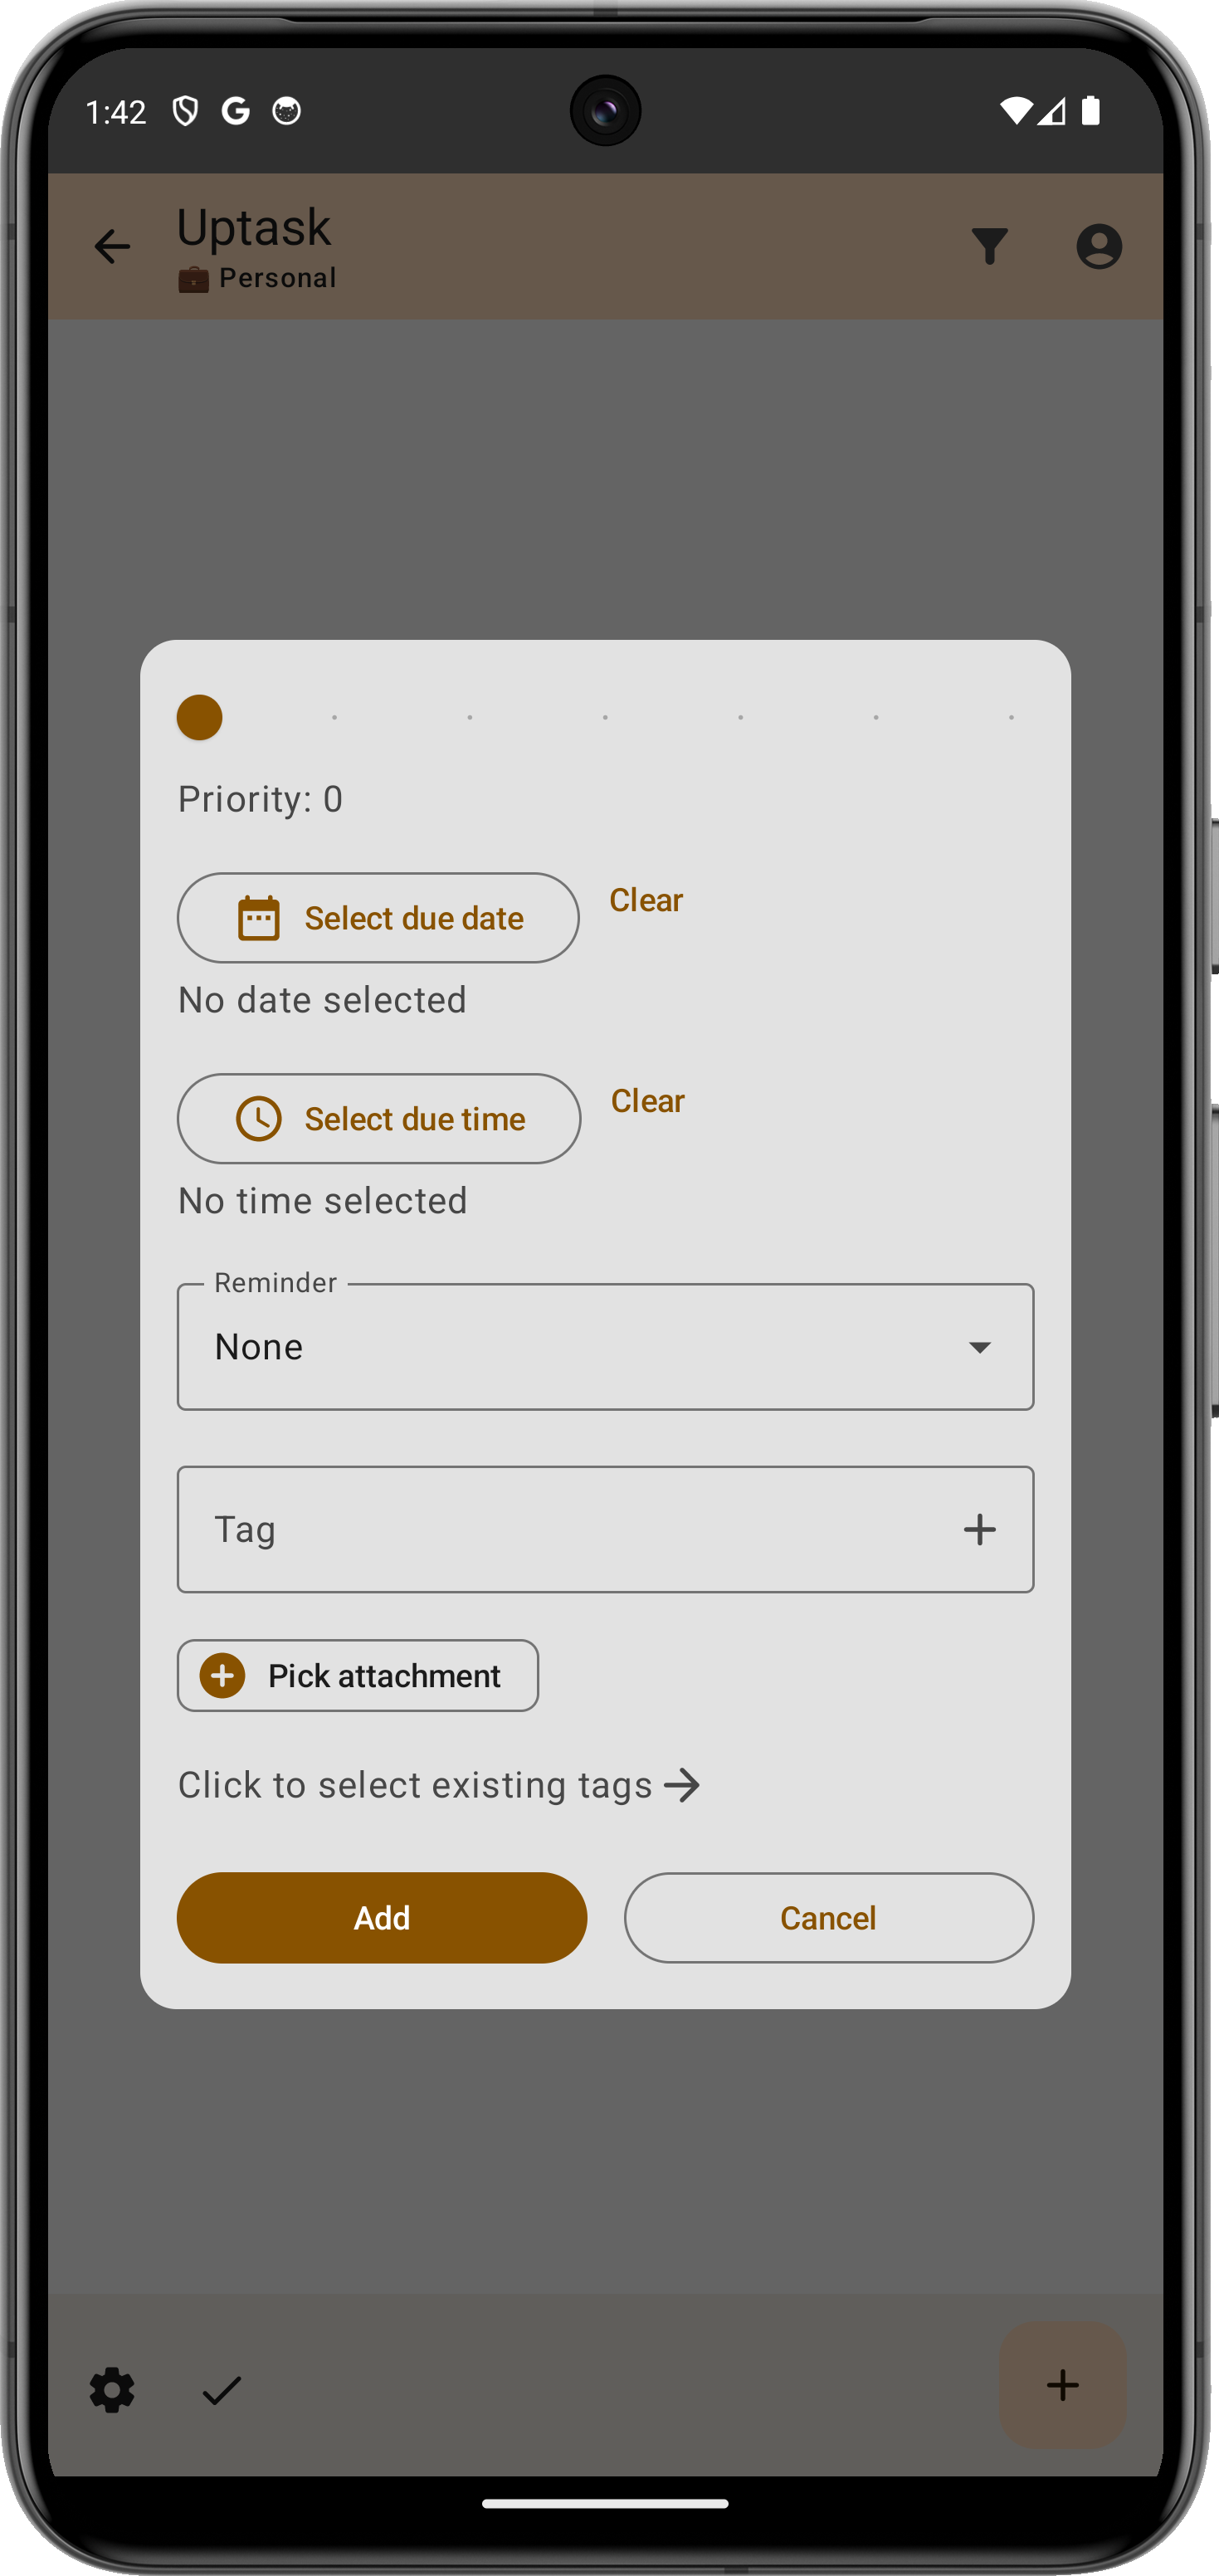 1:42
Uptask
Personal
Priority: 0
Select due date
Clear
No date selected
Select due time
Clear
No time selected
Reminder
None
Tag
Pick attachment
Click to select existing tags
Add
Cancel